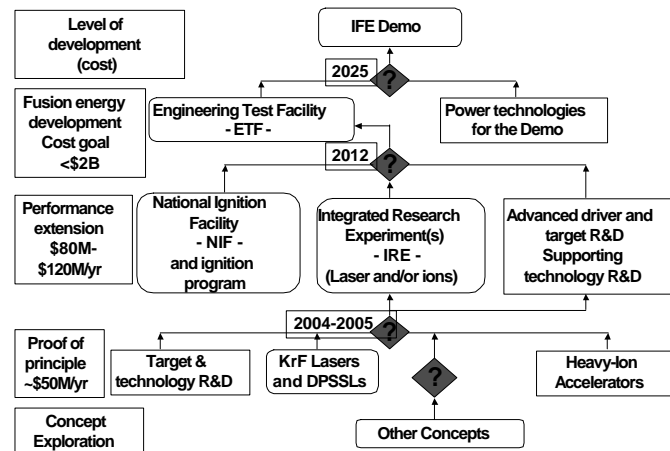 Level of
development
(cost)
IFE Demo
?
2025
Fusion energy
development
Cost goal
<$2B
Engineering Test Facility
- ETF -
Power technologies
for the Demo
2012
?
Performance
extension
$80M-
$120M/yr
National Ignition
Facility
- NIF -
and ignition
program
Integrated Research
Experiment(s)
- IRE -
(Laser and/or ions)
Advanced driver and
target R&D
Supporting
technology R&D
2004-2005
?
Proof of
principle
~$50M/yr
Target &
technology R&D
KrF Lasers
and DPSSLs
?
Heavy-Ion
Accelerators
Concept
Exploration
Other Concepts